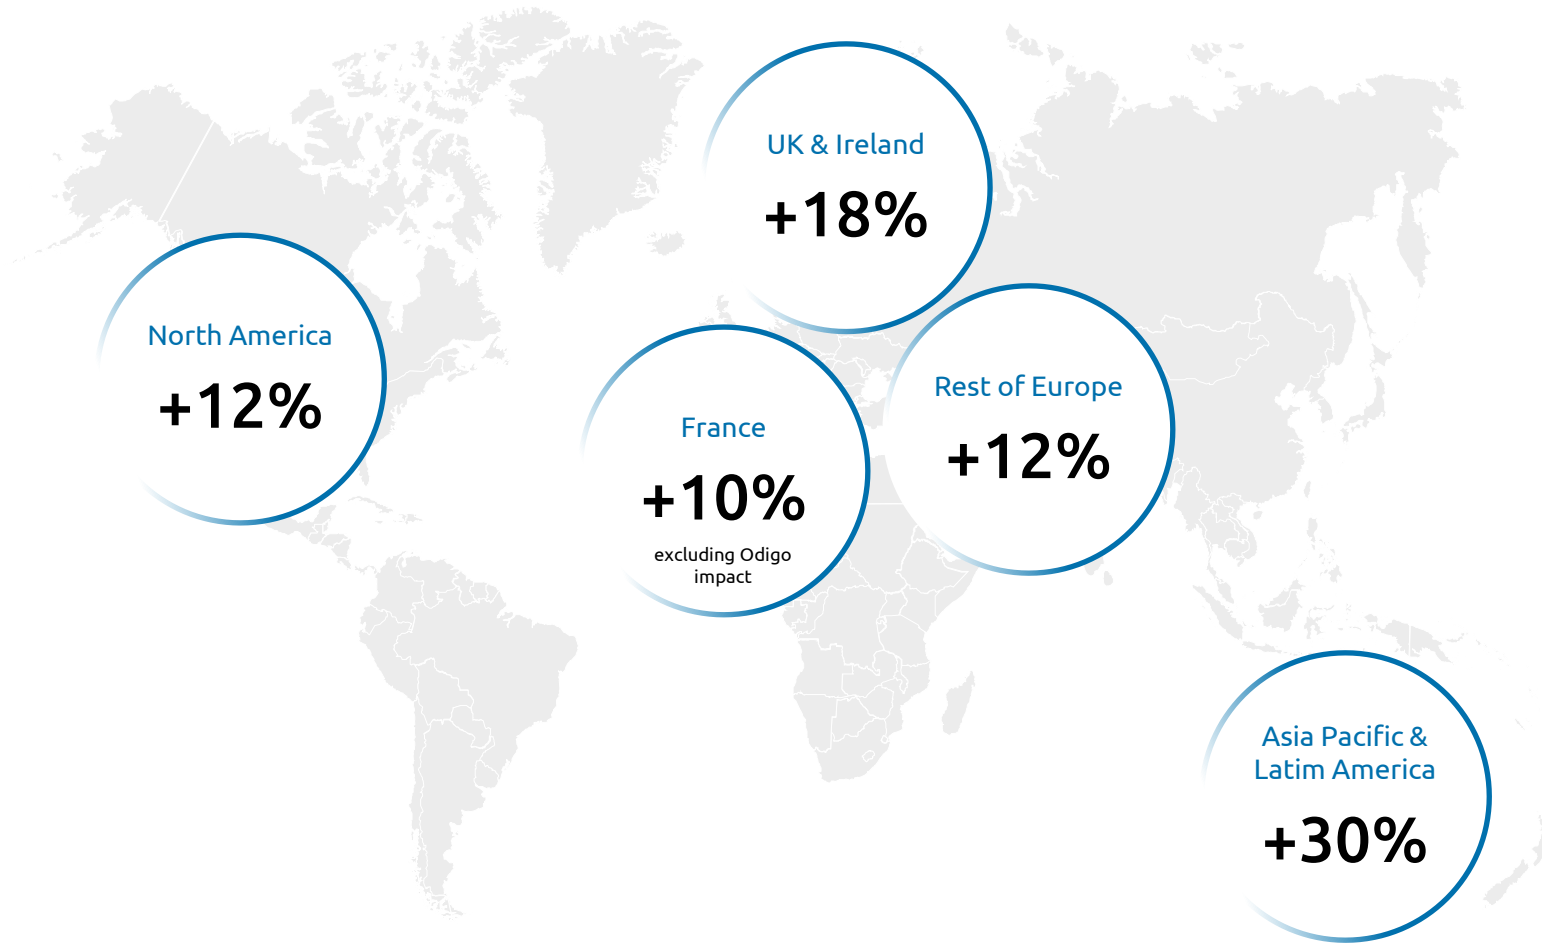 UK & Ireland
+18%
North America
+12%
Rest of Europe
+12%
France
+10%
excluding Odigo
impact
Asia Pacific &
Latim America
+30%